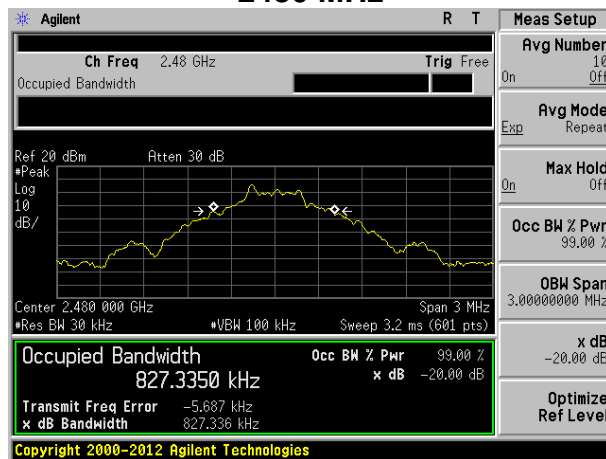 Agilent R T
Meas Setup
Ch Freq 2.48 GHz Trig Free
Occupied Bandwidth
Avg Number
10
On Off
Avg Mode
Exp Repeat
Max Hold
On Off
Occ BW % Pwr
99.00 %
OBW Span
3.00000000 MHz
x dB
-20.00 dB
Optimize
Ref Level
Ref 20 dBm Atten 30 dB
#Peak
Log
10
dB/
Center 2.480 000 GHz Span 3 MHz
#Res BW 30 kHz #VBW 100 kHz Sweep 3.2 ms (601 pts)
Occupied Bandwidth
827.3350 kHz
Occ BW % Pwr 99.00 %
x dB -20.00 dB
Transmit Freq Error -5.687 kHz
x dB Bandwidth 827.336 kHz
Copyright 2000-2012 Agilent Technologies